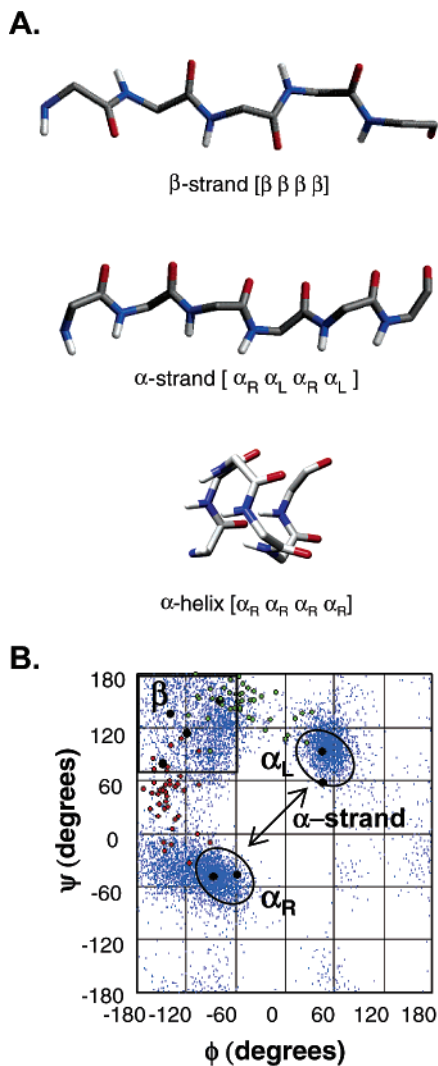 A.
β-strand [β β β β]
α-strand [ αR αL αR αL ]
α-helix [αR αR αR αR]
B.
180
120
60
0
-60
-120
-180
ψ (degrees)
β
αL
α–strand
αR
-180 -120 -60 0 60 120 180
ϕ (degrees)